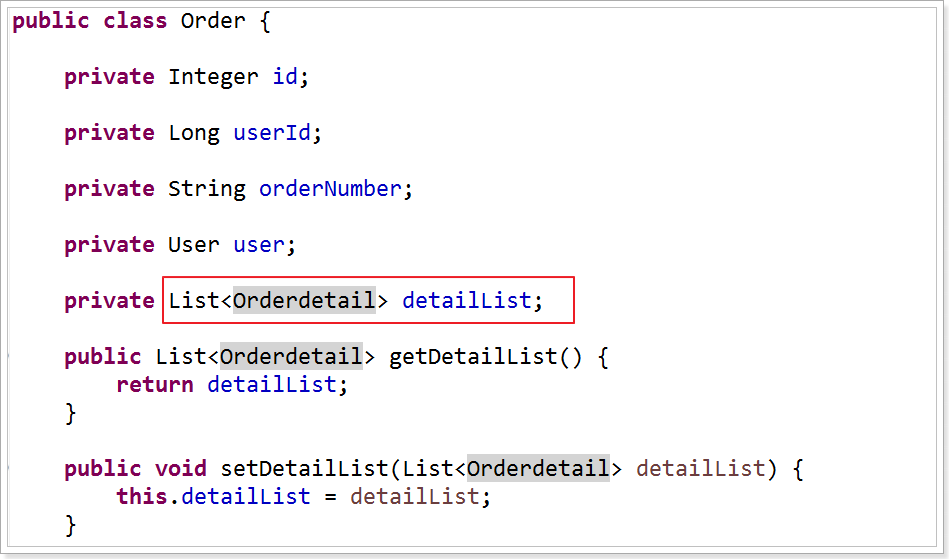 public class Order {
    private Integer id;
    private Long userId;
    private String orderNumber;
    private User user;
    private List<Orderdetail> detailList;
    public List<Orderdetail> getDetailList() {
        return detailList;
    }
    public void setDetailList(List<Orderdetail> detailList) {
        this.detailList = detailList;
    }